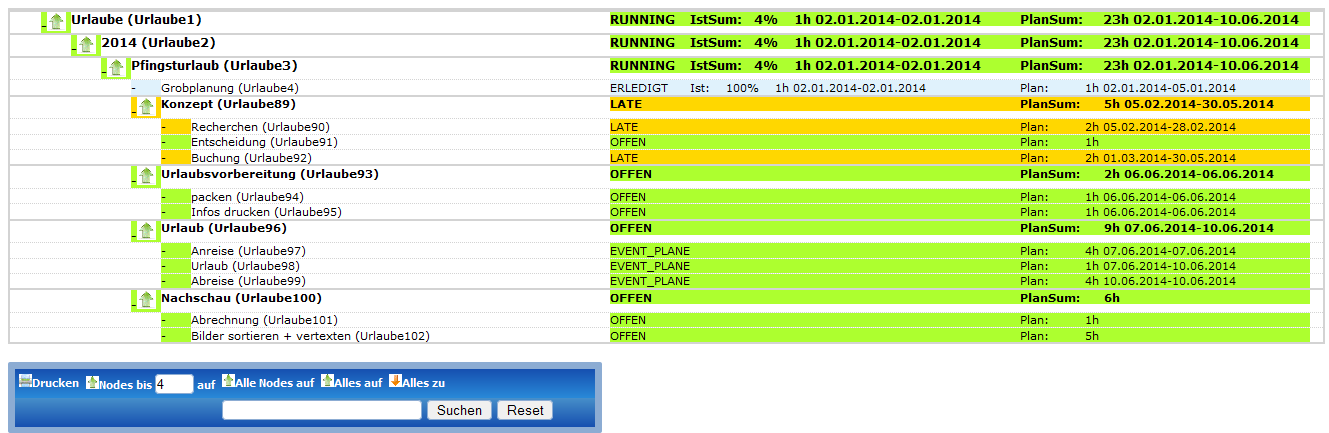 Urlaube (Urlaube1) RUNNING IstSum: 4% 1h 02.01.2014-02.01.2014 PlanSum: 23h 02.01.2014-10.06.2014
2014 (Urlaube2) RUNNING IstSum: 4% 1h 02.01.2014-02.01.2014 PlanSum: 23h 02.01.2014-10.06.2014
Pfingsturlaub (Urlaube3) RUNNING IstSum: 4% 1h 02.01.2014-02.01.2014 PlanSum: 23h 02.01.2014-10.06.2014
- Grobplanung (Urlaube4) ERLEDIGT Ist: 100% 1h 02.01.2014-02.01.2014 Plan: 1h 02.01.2014-05.01.2014
Konzept (Urlaube89) LATE PlanSum: 5h 05.02.2014-30.05.2014
- Recherchen (Urlaube90) LATE Plan: 2h 05.02.2014-28.02.2014
- Entscheidung (Urlaube91) OFFEN Plan: 1h
- Buchung (Urlaube92) LATE Plan: 2h 01.03.2014-30.05.2014
Urlaubsvorbereitung (Urlaube93) OFFEN PlanSum: 2h 06.06.2014-06.06.2014
- packen (Urlaube94) OFFEN Plan: 1h 06.06.2014-06.06.2014
- Infos drucken (Urlaube95) OFFEN Plan: 1h 06.06.2014-06.06.2014
Urlaub (Urlaube96) OFFEN PlanSum: 9h 07.06.2014-10.06.2014
- Anreise (Urlaube97) EVENT_PLANE Plan: 4h 07.06.2014-07.06.2014
- Urlaub (Urlaube98) EVENT_PLANE Plan: 1h 07.06.2014-10.06.2014
- Abreise (Urlaube99) EVENT_PLANE Plan: 4h 10.06.2014-10.06.2014
Nachschau (Urlaube100) OFFEN PlanSum: 6h
- Abrechnung (Urlaube101) OFFEN Plan: 1h
- Bilder sortieren + vertexten (Urlaube102) OFFEN Plan: 5h
Drucken Nodes bis 4 auf Alle Nodes auf Alles auf Alles zu
Suchen Reset